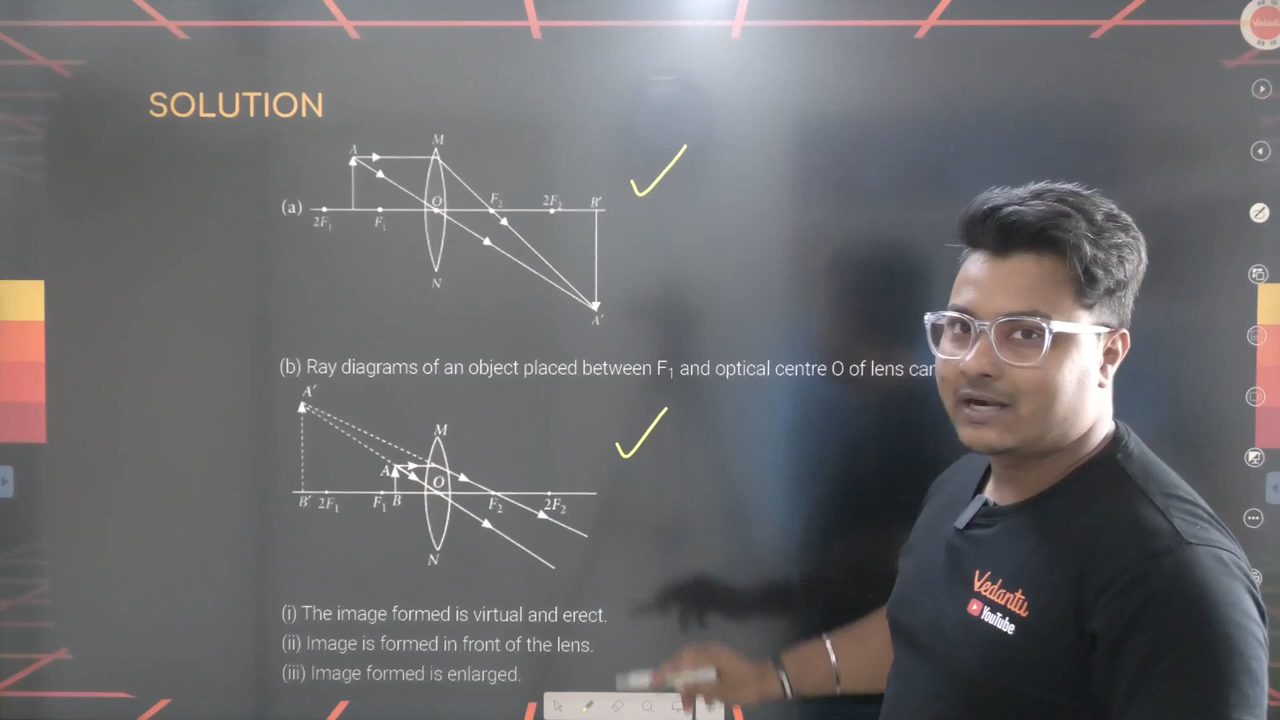 SOLUTION
(a)
A
M
O
F₂
2F₂
B′
2F₁
F₁
N
A′
(b) Ray diagrams of an object placed between F₁ and optical centre O of lens can
A′
M
A
O
B′
2F₁
F₁
B
F₂
2F₂
N
(i) The image formed is virtual and erect.
(ii) Image is formed in front of the lens.
(iii) Image formed is enlarged.
Vedantu
YouTube
Vedantu